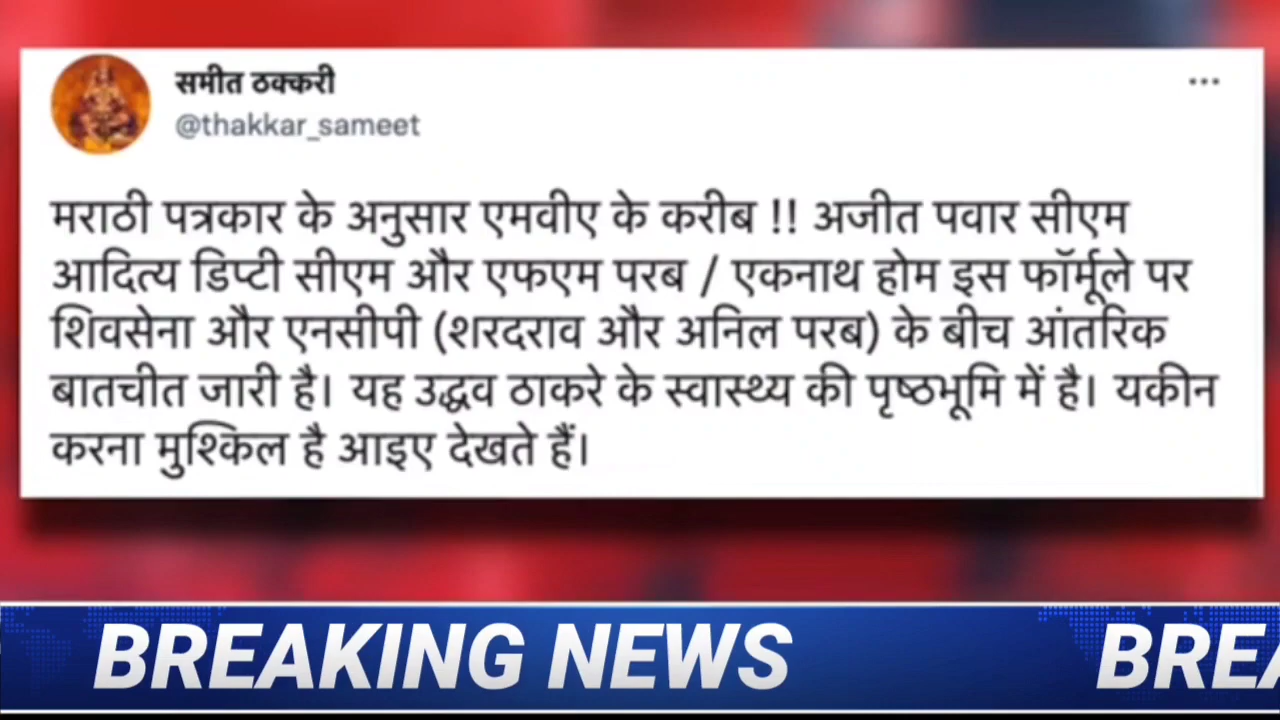 समीत ठक्करी
@thakkar_sameet
मराठी पत्रकार के अनुसार एमवीए के करीब !! अजीत पवार सीएम
आदित्य डिप्टी सीएम और एफएम परब / एकनाथ होम इस फॉर्मूले पर
शिवसेना और एनसीपी (शरदराव और अनिल परब) के बीच आंतरिक
बातचीत जारी है। यह उद्धव ठाकरे के स्वास्थ्य की पृष्ठभूमि में है। यकीन
करना मुश्किल है आइए देखते हैं।
BREAKING NEWS BREA